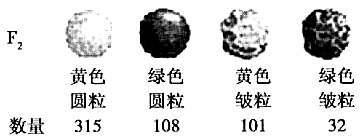 F₂
黄色 绿色 黄色 绿色
圆粒 圆粒 皱粒 皱粒
数量 315 108 101 32